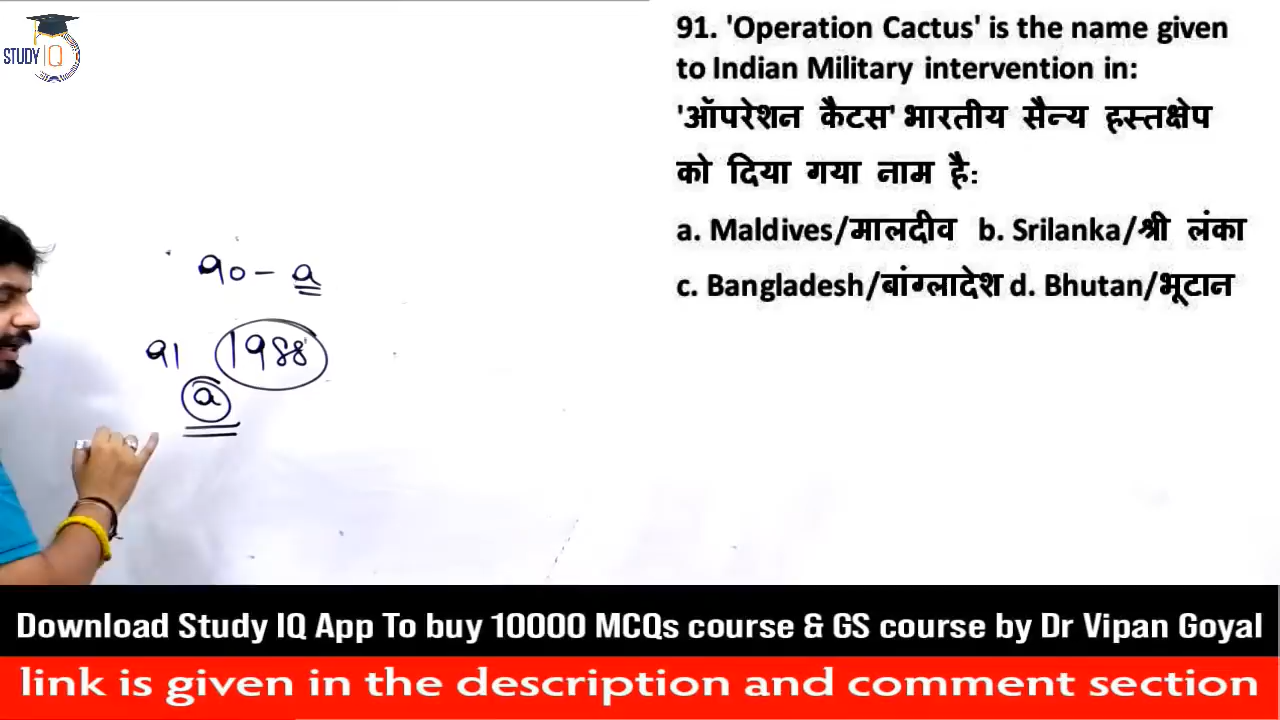 STUDY IQ
91. 'Operation Cactus' is the name given
to Indian Military intervention in:
'ऑपरेशन कैटस' भारतीय सैन्य हस्तक्षेप
को दिया गया नाम है:
a. Maldives/मालदीव b. Srilanka/श्री लंका
c. Bangladesh/बांग्लादेश d. Bhutan/भूटान
90 - a
91 1988
a
Download Study IQ App To buy 10000 MCQs course & GS course by Dr Vipan Goyal
link is given in the description and comment section